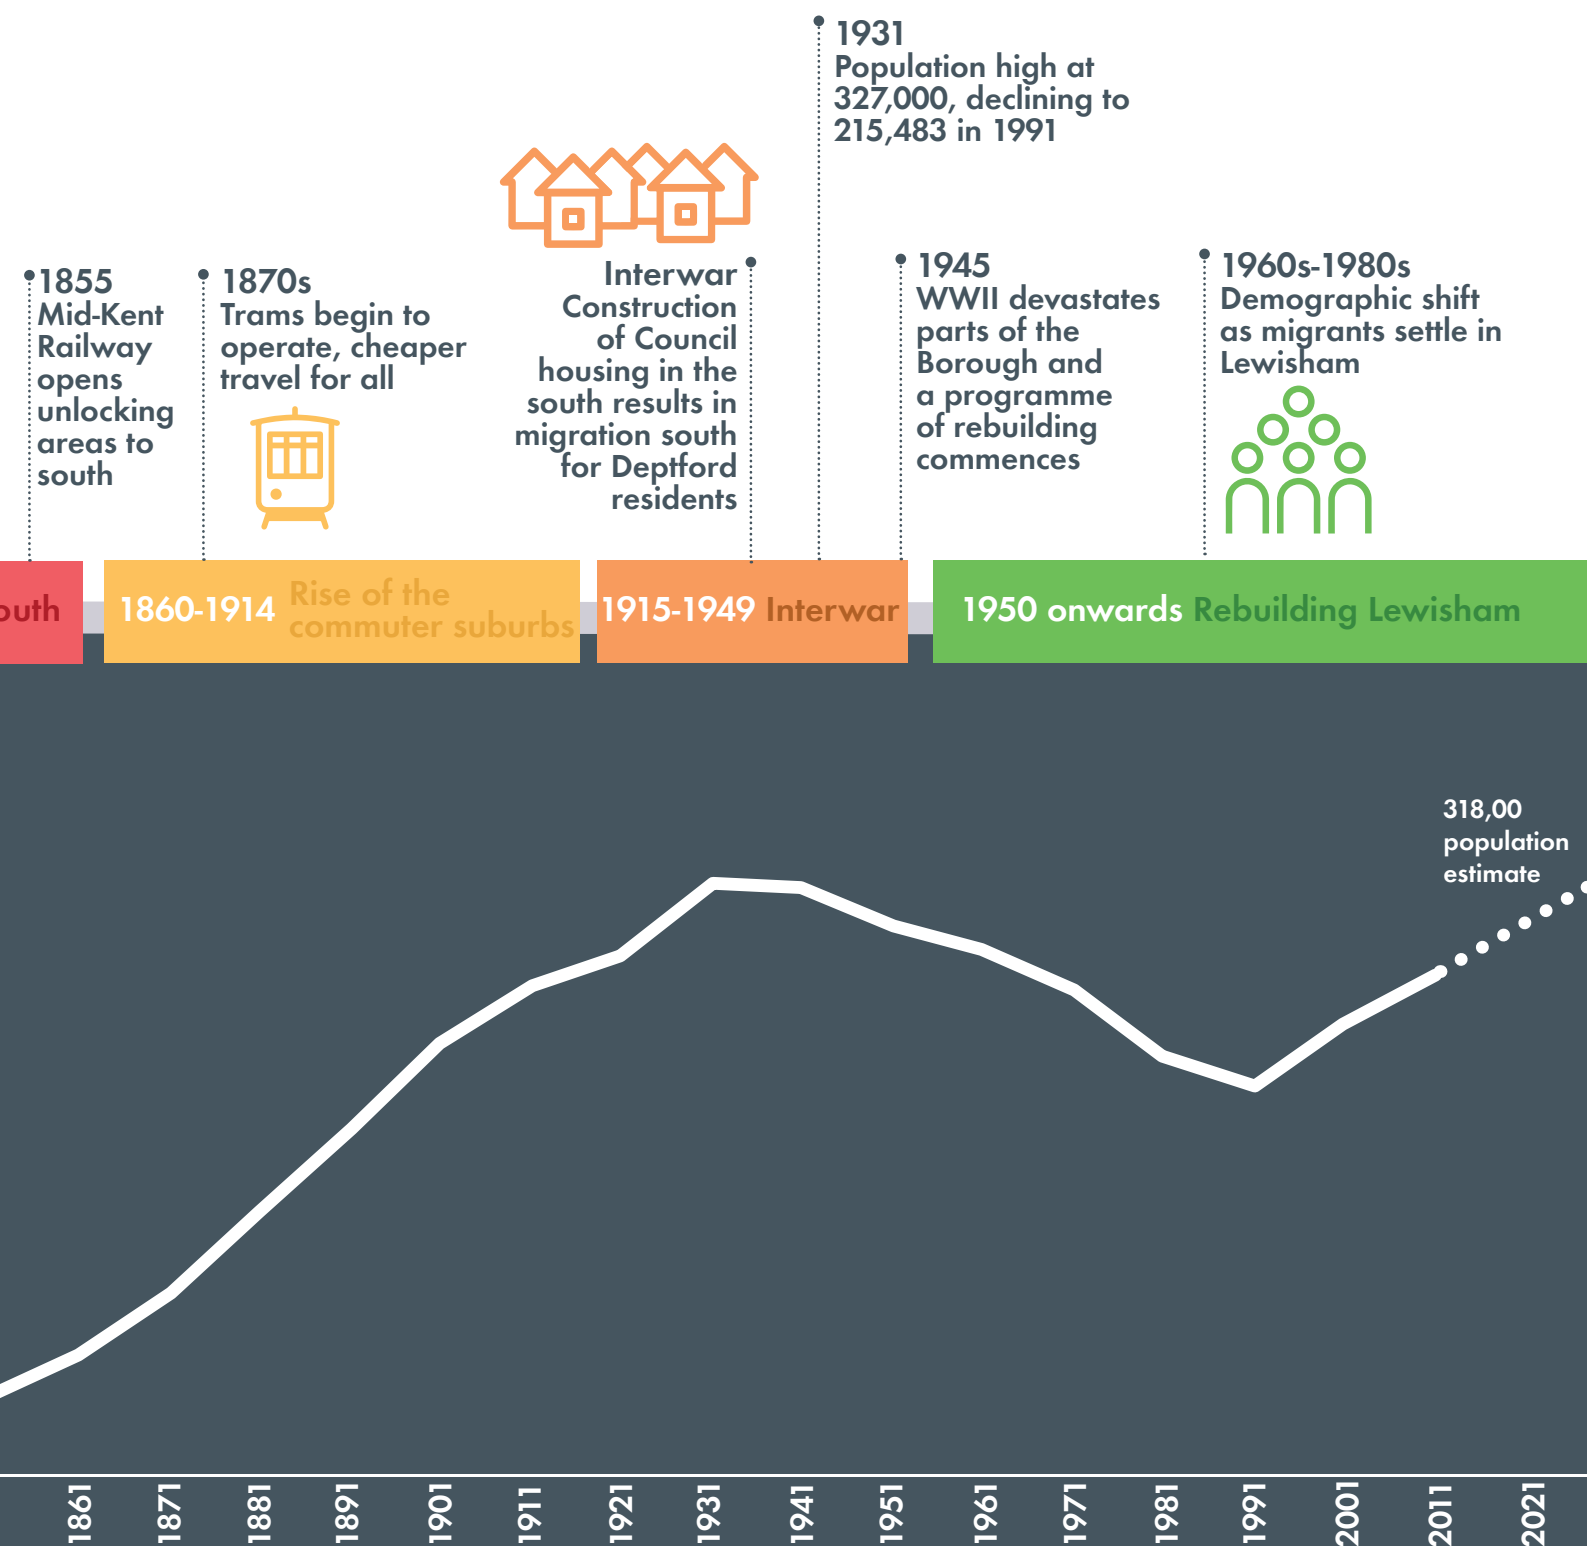 1931
Population high at
327,000, declining to
215,483 in 1991
1855
Mid-Kent
Railway
opens
unlocking
areas to
south
1870s
Trams begin to
operate, cheaper
travel for all
Interwar
Construction
of Council
housing in the
south results in
migration south
for Deptford
residents
1945
WWII devastates
parts of the
Borough and
a programme
of rebuilding
commences
1960s-1980s
Demographic shift
as migrants settle in
Lewisham
outh
1860-1914 Rise of the
commuter suburbs
1915-1949 Interwar
1950 onwards Rebuilding Lewisham
318,00
population
estimate
1861
1871
1881
1891
1901
1911
1921
1931
1941
1951
1961
1971
1981
1991
2001
2011
2021